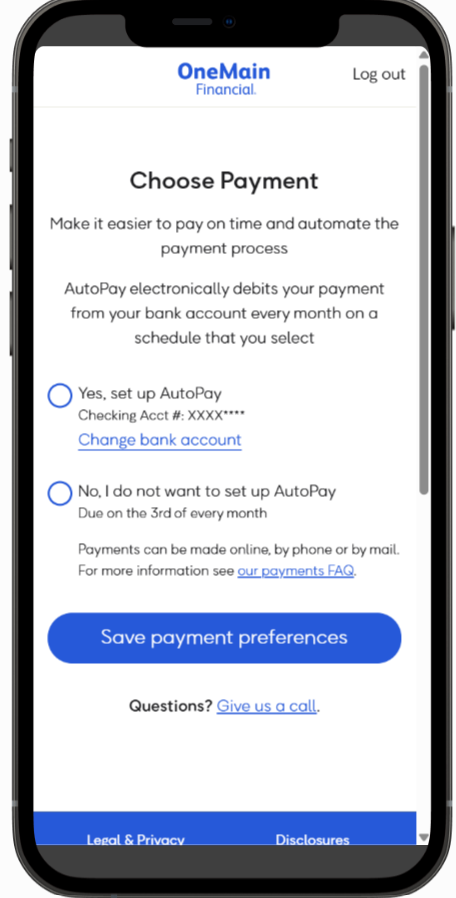 OneMain
Financial.
Log out
Choose Payment
Make it easier to pay on time and automate the
payment process
AutoPay electronically debits your payment
from your bank account every month on a
schedule that you select
Yes, set up AutoPay
Checking Acct #: XXXX****
Change bank account
No, I do not want to set up AutoPay
Due on the 3rd of every month
Payments can be made online, by phone or by mail.
For more information see our payments FAQ.
Save payment preferences
Questions? Give us a call.
Legal & Privacy
Disclosures